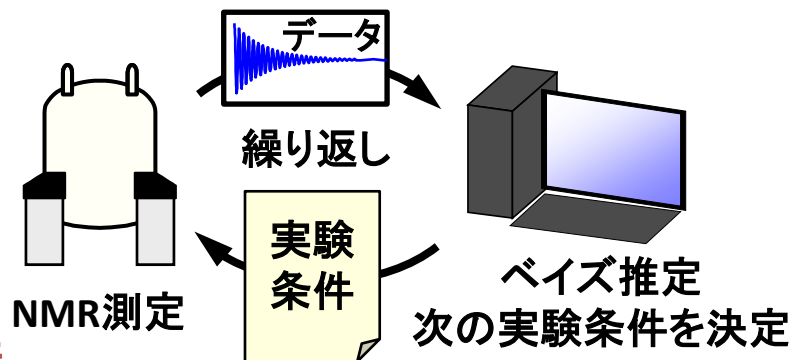 データ
繰り返し
実験
条件
NMR測定
ベイズ推定
次の実験条件を決定